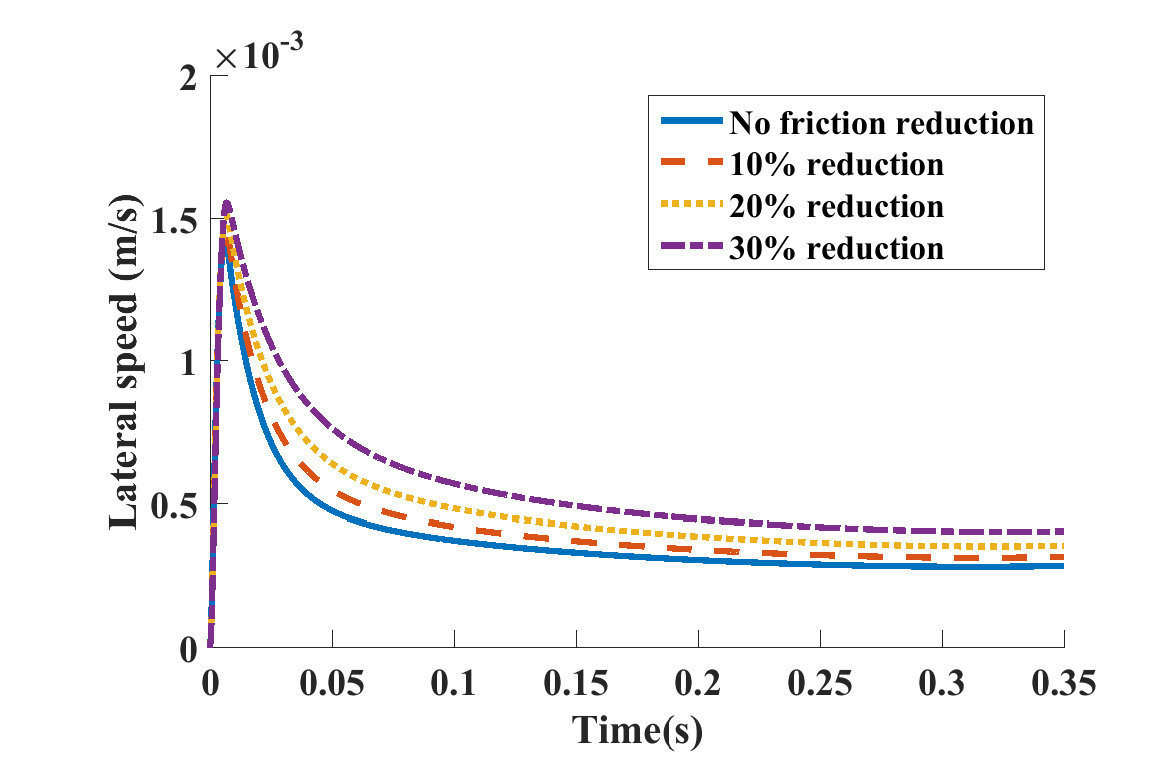 ×10-3
2
1.5
1
0.5
0
Lateral speed (m/s)
No friction reduction
10% reduction
20% reduction
30% reduction
0 0.05 0.1 0.15 0.2 0.25 0.3 0.35
Time(s)